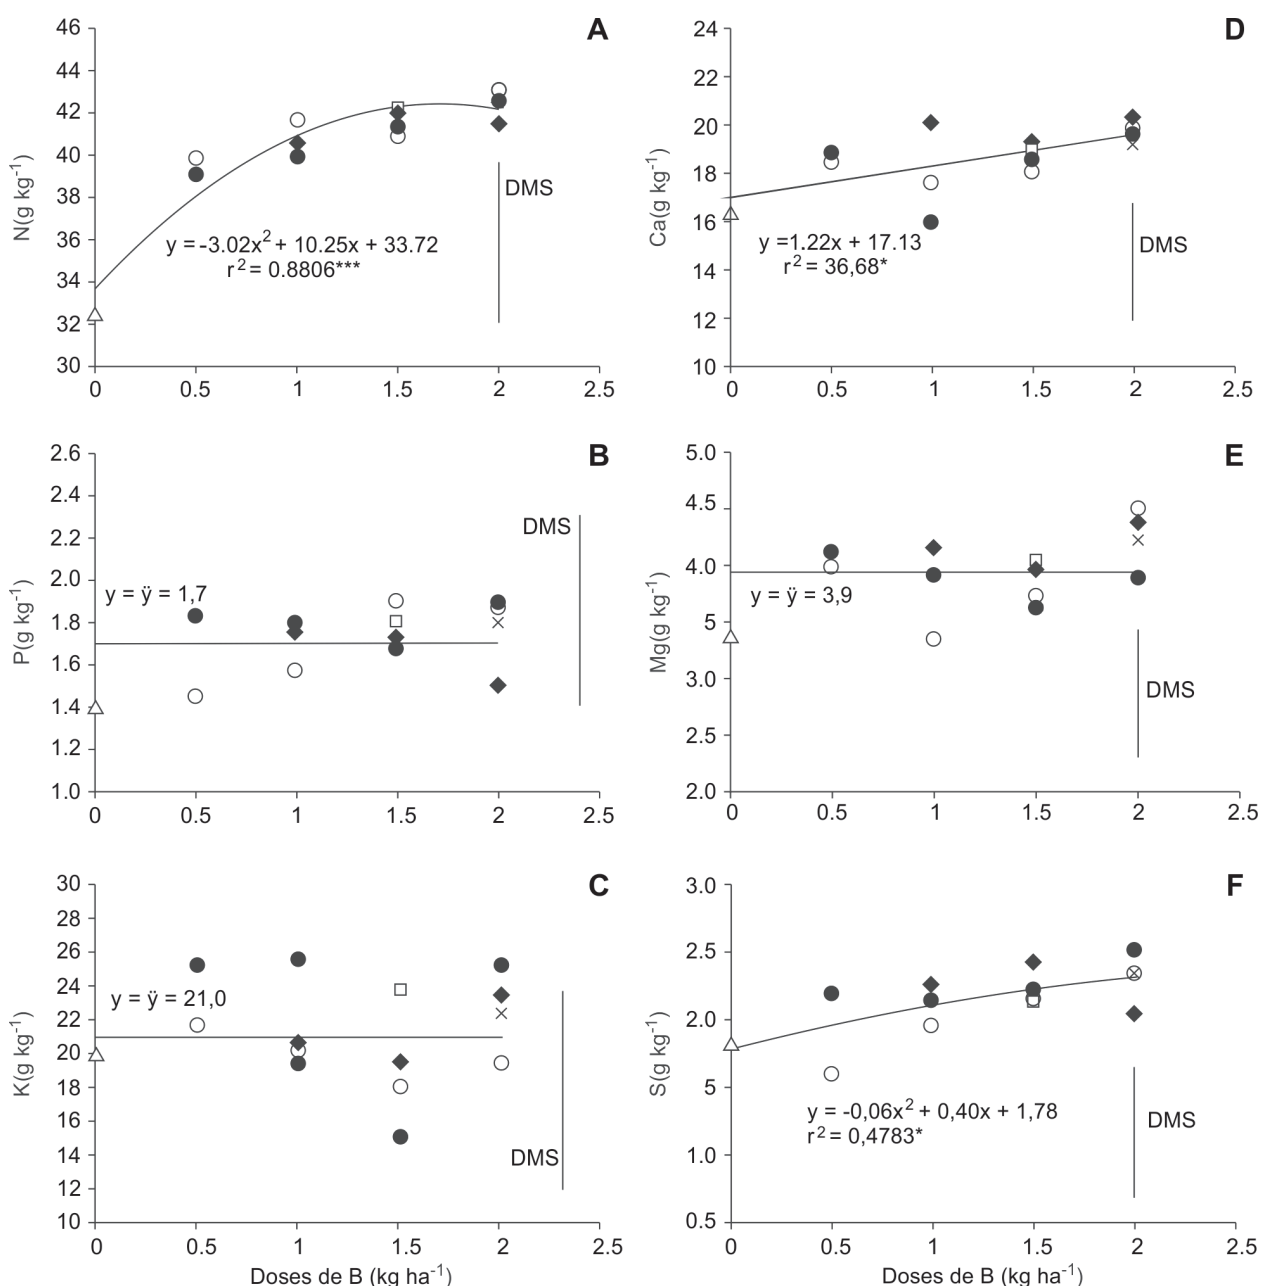 A
N(g kg-1)
46
44
42
40
38
36
34
32
30
y = -3.02x2 + 10.25x + 33.72
r2 = 0.8806***
DMS
0 0.5 1 1.5 2 2.5
D
Ca(g kg-1)
24
22
20
18
16
14
12
10
y =1.22x + 17.13
r2 = 36,68*
DMS
0 0.5 1 1.5 2 2.5
B
P(g kg-1)
2.6
2.4
2.2
2.0
1.8
1.6
1.4
1.2
1.0
DMS
y = ÿ = 1,7
0 0.5 1 1.5 2 2.5
E
Mg(g kg-1)
5.0
4.5
4.0
5
3.0
2.5
2.0
y = ÿ = 3,9
DMS
0 0.5 1 1.5 2 2.5
C
K(g kg-1)
30
28
26
24
22
20
18
16
14
12
10
y = ÿ = 21,0
DMS
0 0.5 1 1.5 2 2.5
Doses de B (kg ha-1)
F
S(g kg-1)
3.0
2.5
2.0
5
1.0
0.5
y = -0,06x2 + 0,40x + 1,78
r2 = 0,4783*
DMS
0 0.5 1 1.5 2 2.5
Doses de B (kg ha-1)